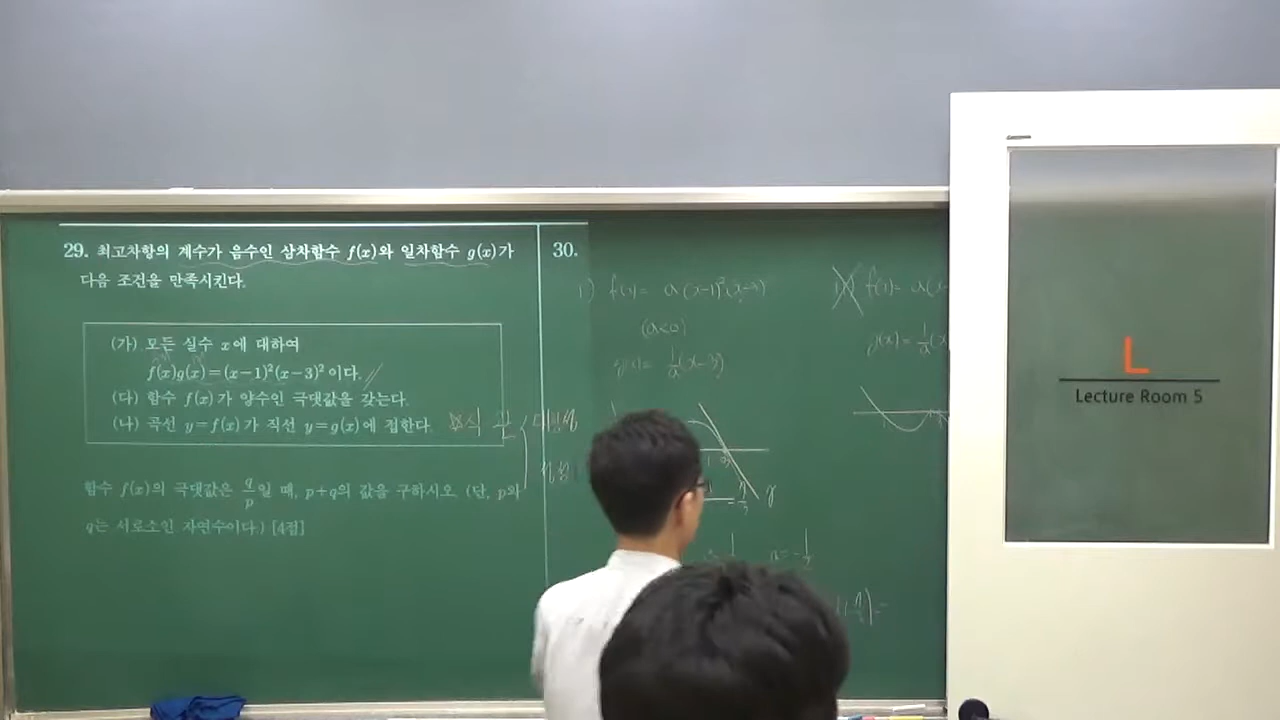 29. 최고차항의 계수가 음수인 삼차함수 f(x)와 일차함수 g(x)가
다음 조건을 만족시킨다.
(가) 모든 실수 x에 대하여
f(x)g(x)=(x-1)²(x-3)²이다.
(다) 함수 f(x)가 양수인 극댓값을 갖는다.
(나) 곡선 y=f(x)가 직선 y=g(x)에 접한다.
함수 f(x)의 극댓값은 q/p일 때, p+q의 값을 구하시오. (단, p와
q는 서로소인 자연수이다.) [4점]
30.
1) f(x)= a(x-1)²(x-3)
(a<0)
g(x)= 1/a(x-3)
f(x)= a(x-
g(x)= 1/a(x
L
Lecture Room 5